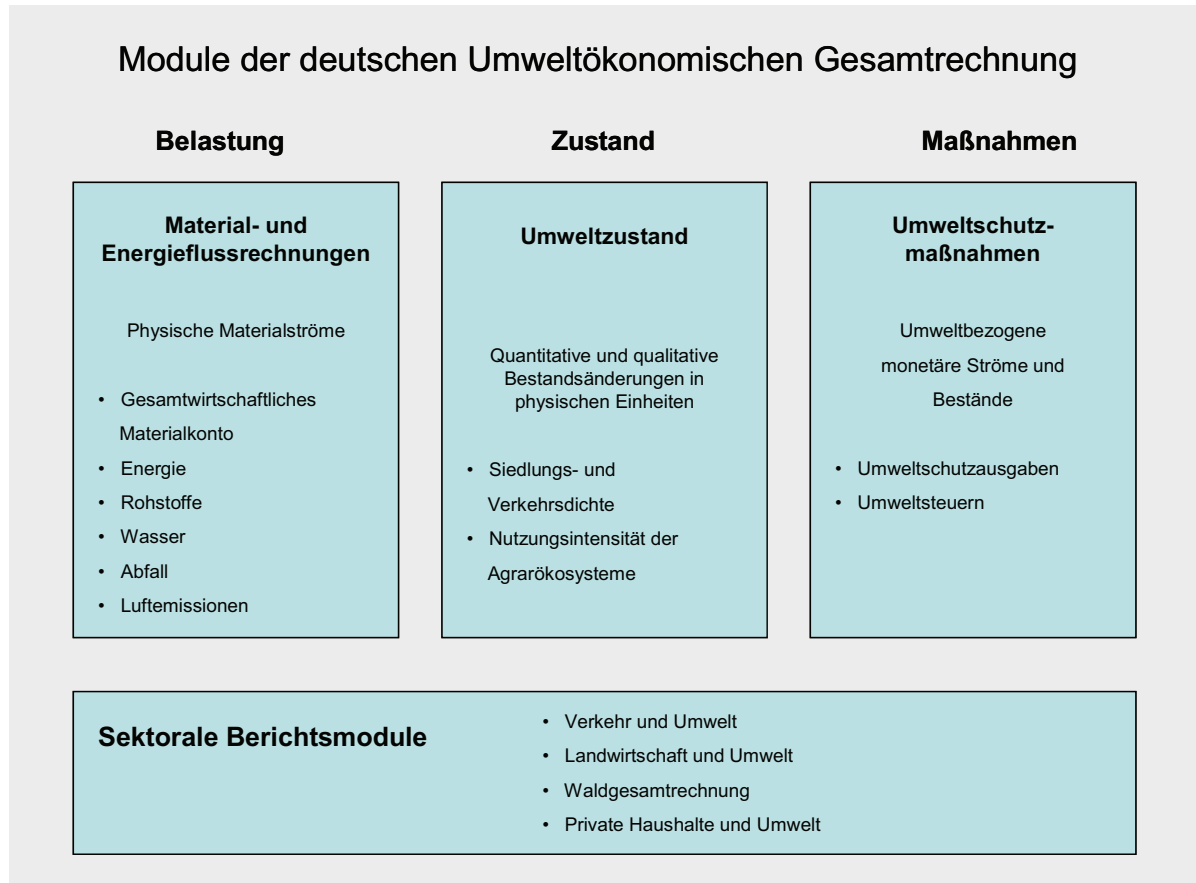 Module der deutschen Umweltökonomischen Gesamtrechnung
Belastung
Material- und
Energieflussrechnungen
Physische Materialströme
• Gesamtwirtschaftliches
Materialkonto
• Energie
• Rohstoffe
• Wasser
• Abfall
• Luftemissionen
Zustand
Umweltzustand
Quantitative und qualitative
Bestandsänderungen in
physischen Einheiten
• Siedlungs- und
Verkehrsdichte
• Nutzungsintensität der
Agrarökosysteme
Maßnahmen
Umweltschutz-
maßnahmen
Umweltbezogene
monetäre Ströme und
Bestände
• Umweltschutzausgaben
• Umweltsteuern
Sektorale Berichtsmodule
• Verkehr und Umwelt
• Landwirtschaft und Umwelt
• Waldgesamtrechnung
• Private Haushalte und Umwelt